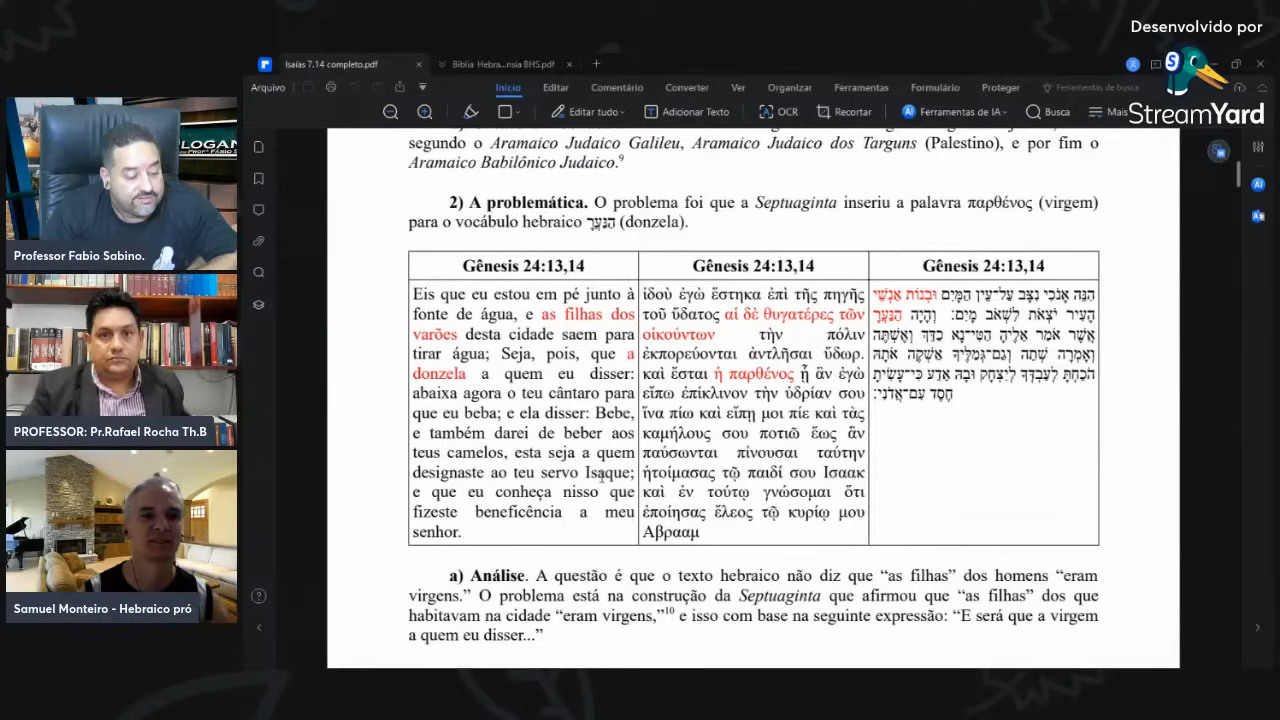 Desenvolvido por
StreamYard
Isaías 7.14 completo.pdf
Bíblia Hebra...nsia BHS.pdf
Arquivo
Início
Editar
Comentário
Converter
Ver
Organizar
Ferramentas
Formulário
Proteger
Ferramentas de busca
Editar tudo
Adicionar Texto
OCR
Recortar
Ferramentas de IA
Busca
Mais
segundo o Aramaico Judaico Galileu, Aramaico Judaico dos Targuns (Palestino), e por fim o
Aramaico Babilônico Judaico.⁹
2) A problemática. O problema foi que a Septuaginta inseriu a palavra παρθένος (virgem)
para o vocábulo hebraico הַנַּעֲרָ (donzela).
Gênesis 24:13,14
Eis que eu estou em pé junto à
fonte de água, e as filhas dos
varões desta cidade saem para
tirar água; Seja, pois, que a
donzela a quem eu disser:
abaixa agora o teu cântaro para
que eu beba; e ela disser: Bebe,
e também darei de beber aos
teus camelos, esta seja a quem
designaste ao teu servo Isaque;
e que eu conheça nisso que
fizeste beneficência a meu
senhor.
Gênesis 24:13,14
ἰδοὺ ἐγὼ ἕστηκα ἐπὶ τῆς πηγῆς
τοῦ ὕδατος αἱ δὲ θυγατέρες τῶν
οἰκούντων τὴν πόλιν
ἐκπορεύονται ἀντλῆσαι ὕδωρ.
καὶ ἔσται ἡ παρθένος ᾗ ἂν ἐγὼ
εἴπω ἐπίκλινον τὴν ὑδρίαν σου
ἵνα πίω καὶ εἴπῃ μοι πίε καὶ τὰς
καμήλους σου ποτιῶ ἕως ἂν
παύσωνται πίνουσαι ταύτην
ἡτοίμασας τῷ παιδί σου Ισαακ
καὶ ἐν τούτῳ γνώσομαι ὅτι
ἐποίησας ἔλεος τῷ κυρίῳ μου
Αβρααμ
Gênesis 24:13,14
הִנֵּה אָנֹכִי נִצָּב עַל־עֵין הַמָּיִם וּבְנוֹת אַנְשֵׁי
הָעִיר יֹצְאֹת לִשְׁאֹב מָיִם׃ וְהָיָה הַנַּעֲרָ
אֲשֶׁר אֹמַר אֵלֶיהָ הַטִּי־נָא כַדֵּךְ וְאֶשְׁתֶּה
וְאָמְרָה שְׁתֵה וְגַם־גְּמַלֶּיךָ אַשְׁקֶה אֹתָהּ
הֹכַחְתָּ לְעַבְדְּךָ לְיִצְחָק וּבָהּ אֵדַע כִּי־עָשִׂיתָ
חֶסֶד עִם־אֲדֹנִי׃
a) Análise. A questão é que o texto hebraico não diz que “as filhas” dos homens “eram
virgens.” O problema está na construção da Septuaginta que afirmou que “as filhas” dos que
habitavam na cidade “eram virgens,”¹⁰ e isso com base na seguinte expressão: “E será que a virgem
a quem eu disser...”
Professor Fabio Sabino.
PROFESSOR: Pr.Rafael Rocha Th.B
Samuel Monteiro - Hebraico pró